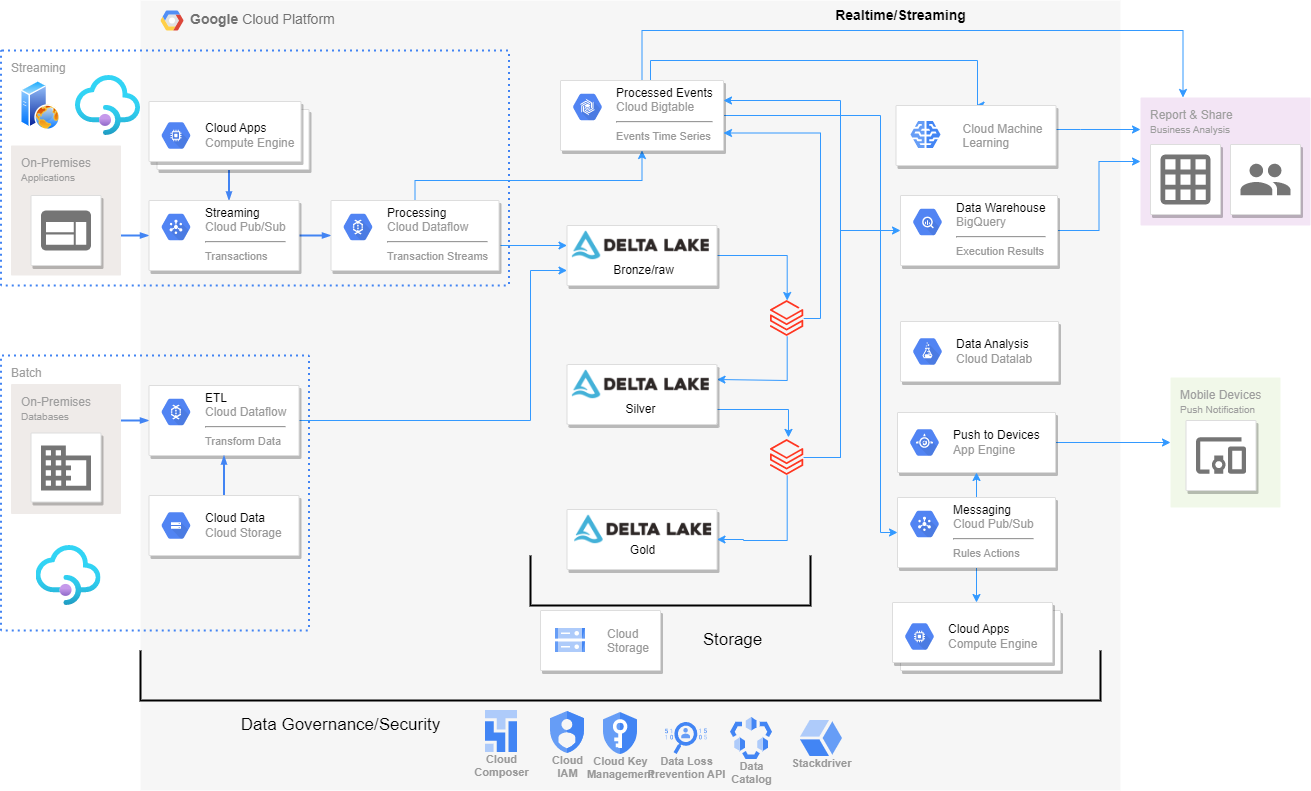 Google Cloud Platform
Realtime/Streaming
Streaming
On-Premises
Applications
Cloud Apps
Compute Engine
Streaming
Cloud Pub/Sub
Transactions
Processing
Cloud Dataflow
Transaction Streams
Processed Events
Cloud Bigtable
Events Time Series
Cloud Machine
Learning
Report & Share
Business Analysis
Data Warehouse
BigQuery
Execution Results
DELTA LAKE
Bronze/raw
Data Analysis
Cloud Datalab
Batch
On-Premises
Databases
ETL
Cloud Dataflow
Transform Data
DELTA LAKE
Silver
Mobile Devices
Push Notification
Push to Devices
App Engine
Cloud Data
Cloud Storage
DELTA LAKE
Gold
Messaging
Cloud Pub/Sub
Rules Actions
Cloud
Storage
Storage
Cloud Apps
Compute Engine
Data Governance/Security
Cloud
Composer
Cloud
IAM
Cloud Key
Management
Data Loss
Prevention API
Data
Catalog
Stackdriver